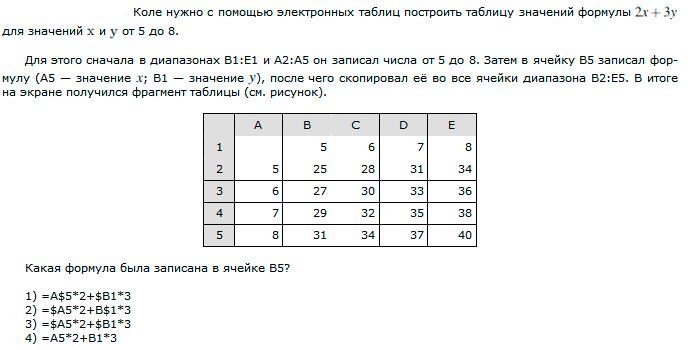 Коле нужно с помощью электронных таблиц построить таблицу значений формулы 2x + 3y
для значений x и y от 5 до 8.
Для этого сначала в диапазонах B1:E1 и A2:A5 он записал числа от 5 до 8. Затем в ячейку B5 записал фор-
мулу (A5 — значение x; B1 — значение y), после чего скопировал её во все ячейки диапазона B2:E5. В итоге
на экране получился фрагмент таблицы (см. рисунок).
A B C D E
1 5 6 7 8
2 5 25 28 31 34
3 6 27 30 33 36
4 7 29 32 35 38
5 8 31 34 37 40
Какая формула была записана в ячейке B5?
1) =A$5*2+$B1*3
2) =$A5*2+B$1*3
3) =$A5*2+$B1*3
4) =A5*2+B1*3